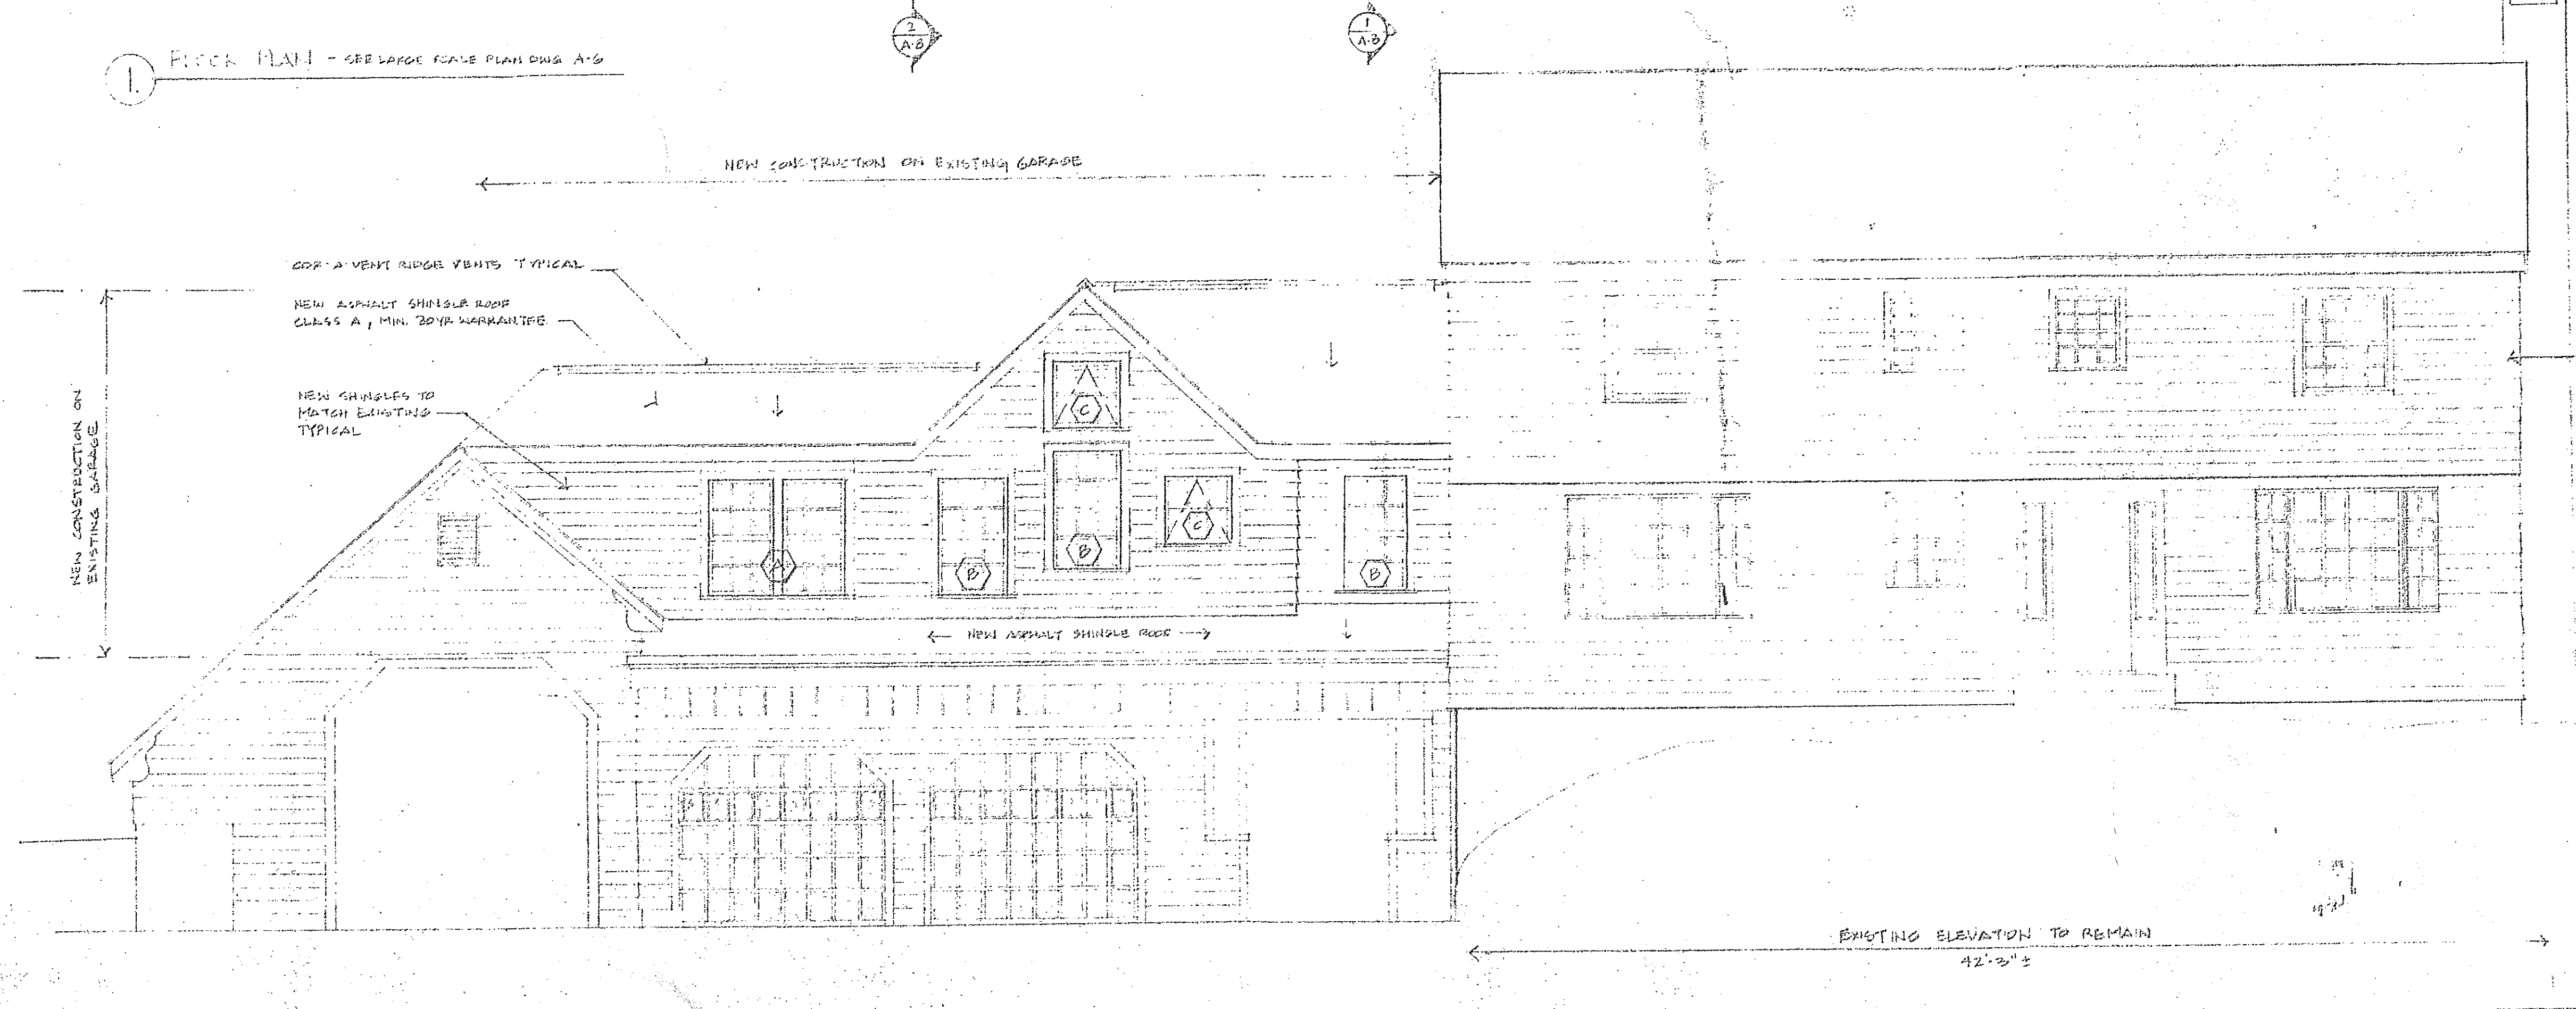 2
A-8
1
A-8
1. FLOOR PLAN - SEE LARGE SCALE PLAN DWG A-6
NEW CONSTRUCTION ON EXISTING GARAGE
COR-A-VENT RIDGE VENTS TYPICAL
NEW ASPHALT SHINGLE ROOF
CLASS A, MIN. 20YR WARRANTEE
NEW SHINGLES TO
MATCH EXISTING
TYPICAL
NEW CONSTRUCTION ON
EXISTING GARAGE
C
A
B
B
C
B
NEW ASPHALT SHINGLE ROOF
EXISTING ELEVATION TO REMAIN
42'-3"±